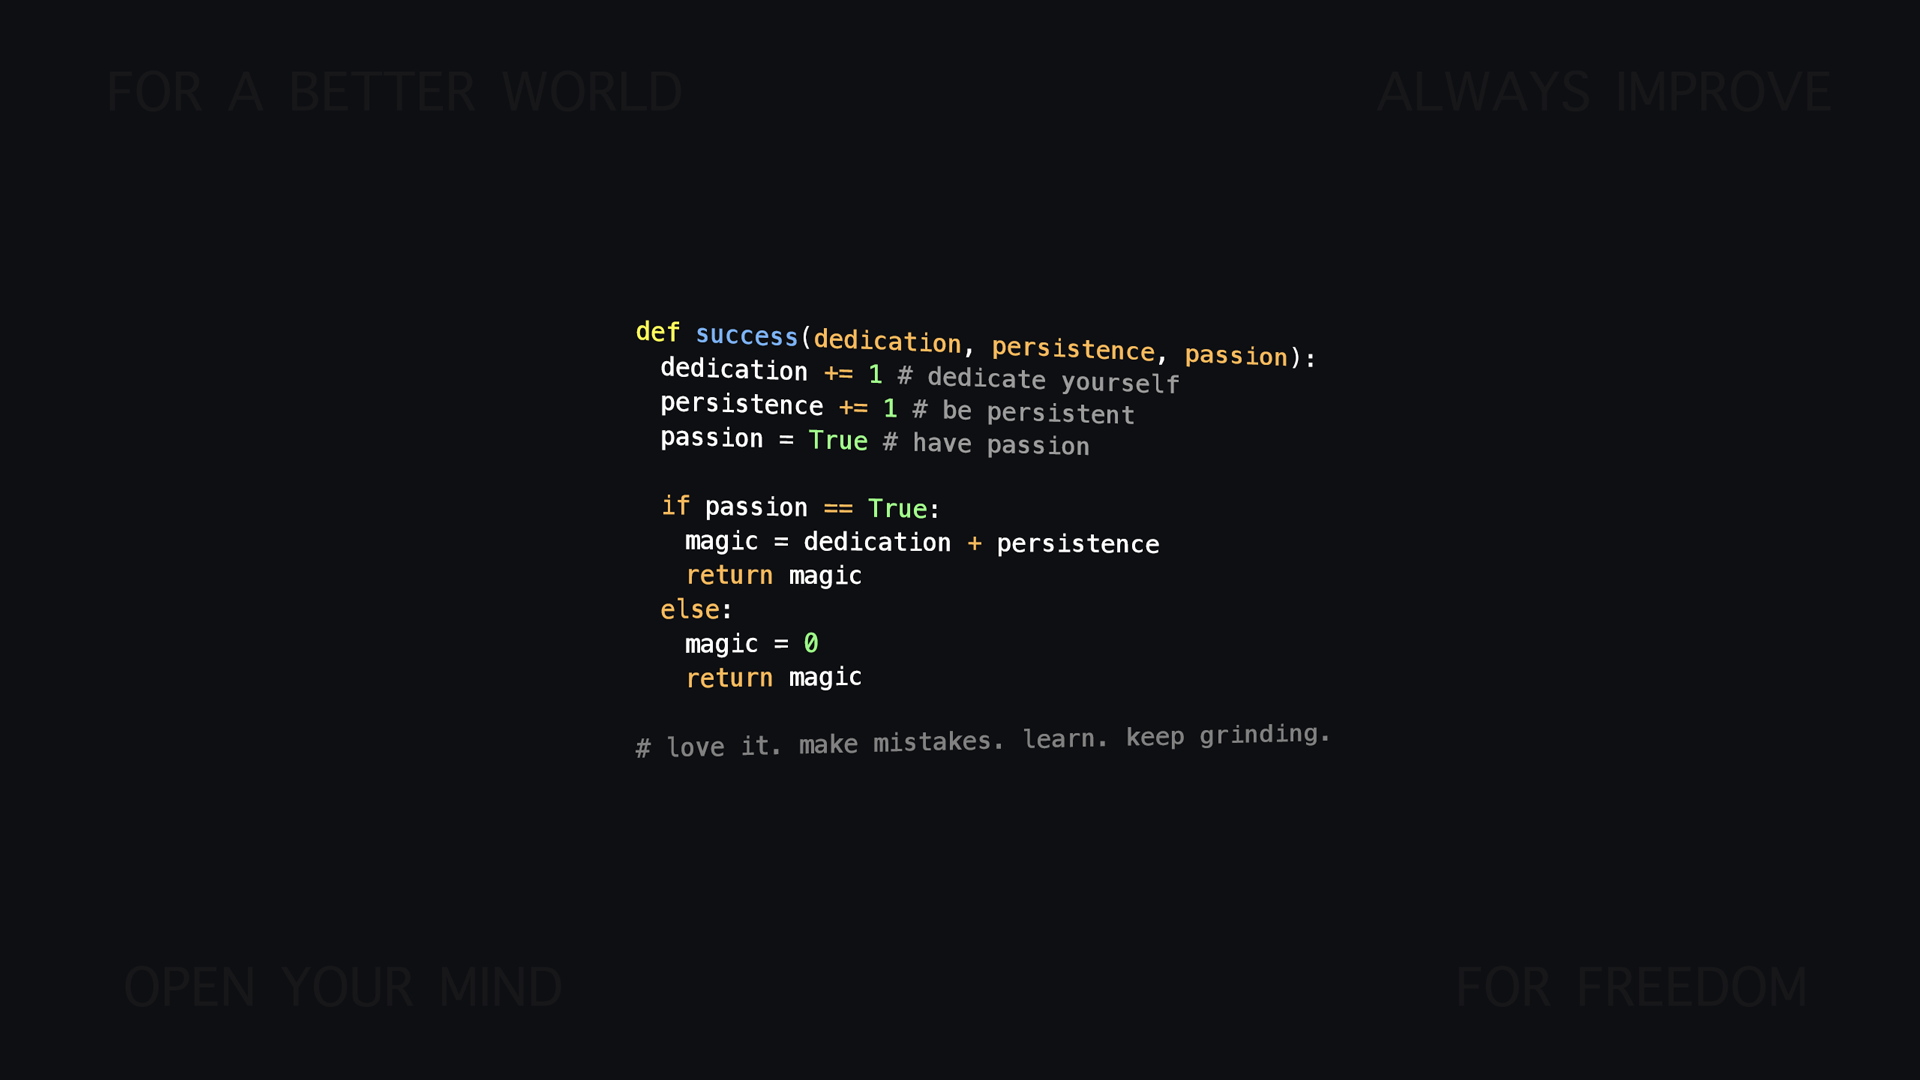 FOR A BETTER WORLD
ALWAYS IMPROVE
def success(dedication, persistence, passion):
  dedication += 1 # dedicate yourself
  persistence += 1 # be persistent
  passion = True # have passion
  if passion == True:
    magic = dedication + persistence
    return magic
  else:
    magic = 0
    return magic
# love it. make mistakes. learn. keep grinding.
OPEN YOUR MIND
FOR FREEDOM